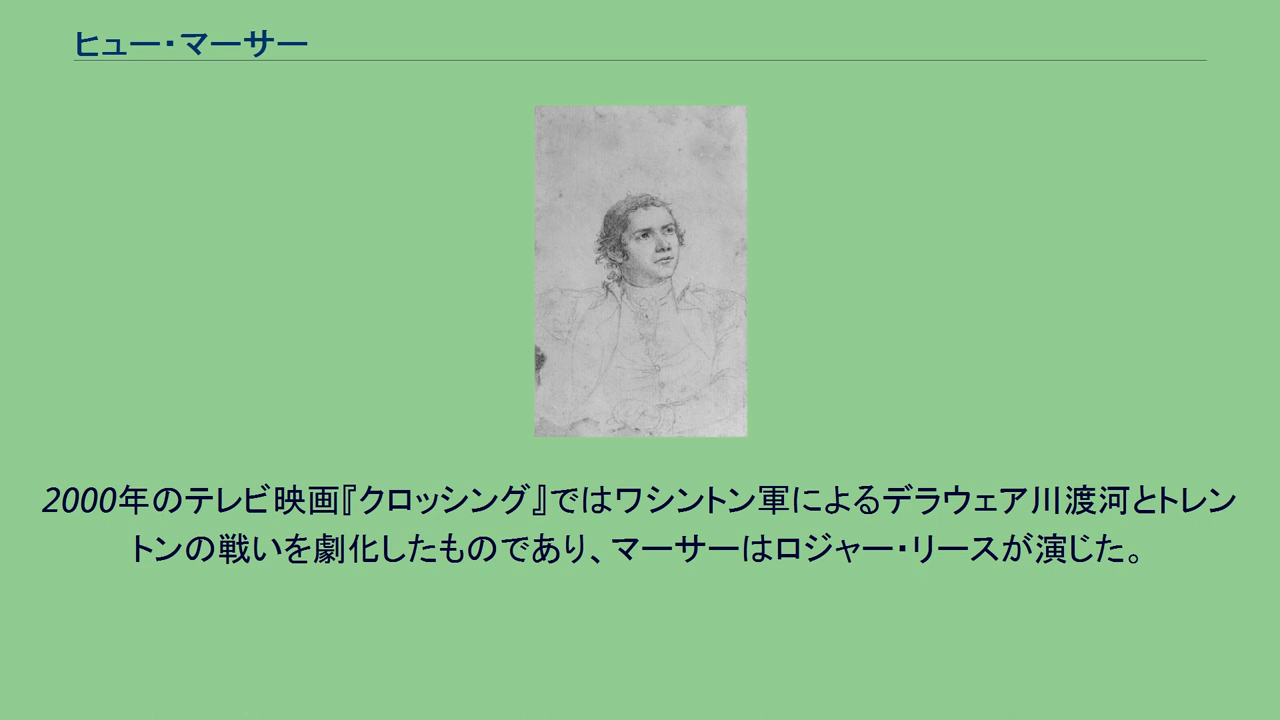 ヒュー・マーサー
2000年のテレビ映画『クロッシング』ではワシントン軍によるデラウェア川渡河とトレン
トンの戦いを劇化したものであり、マーサーはロジャー・リースが演じた。